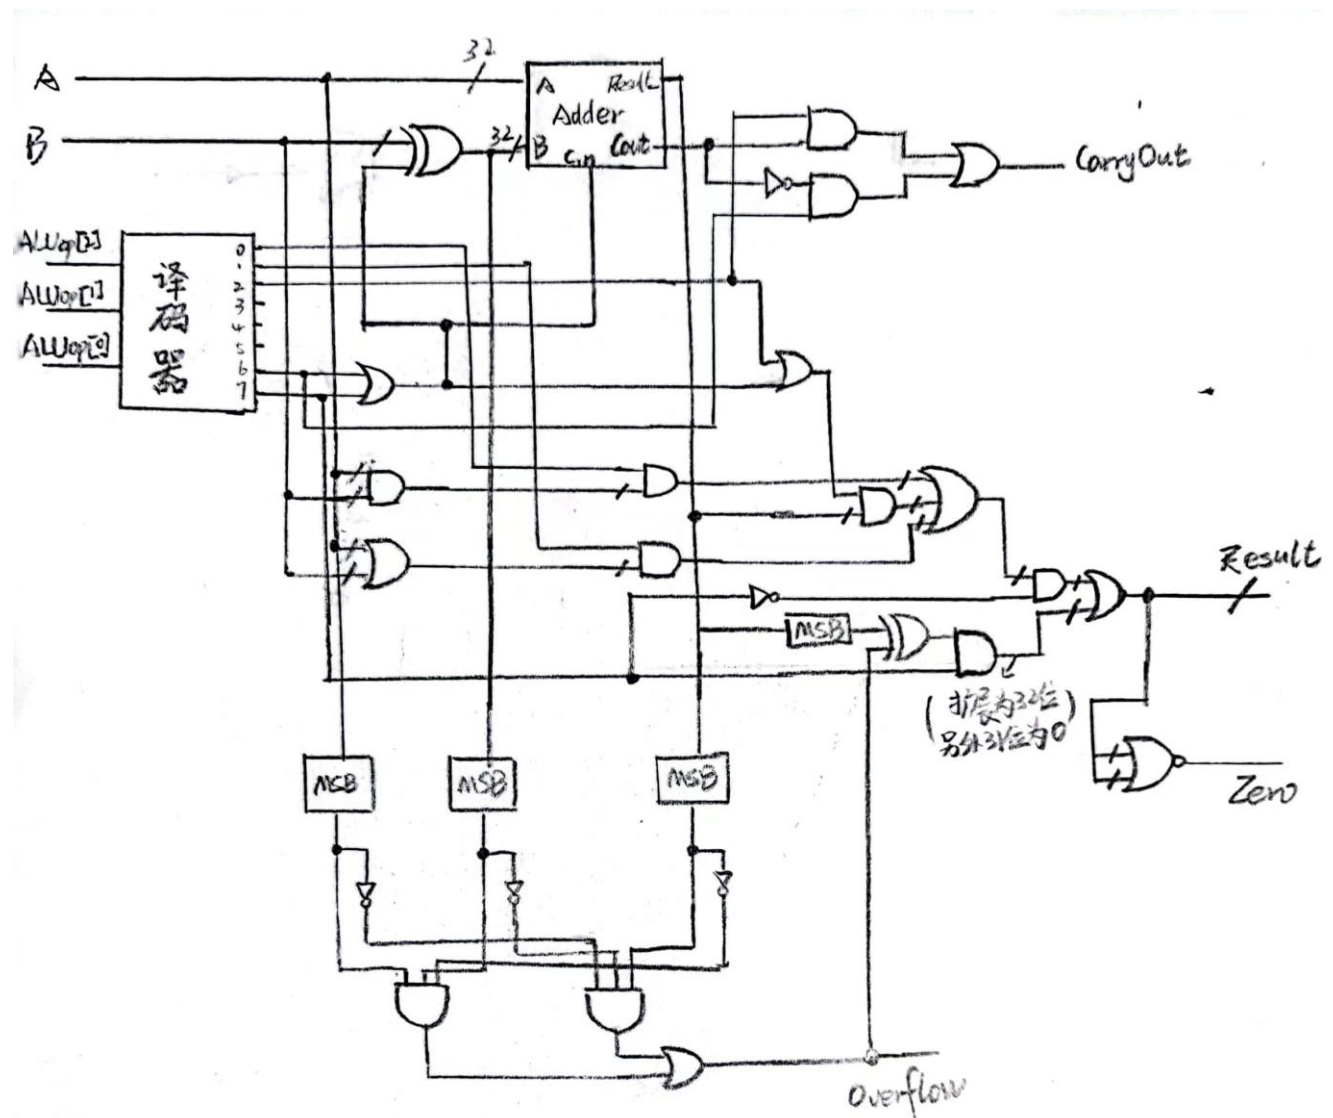 32
A
A Result
Adder
B
32
B Cin Cout
CarryOut
ALUop[2]
ALUop[1]
ALUop[0]
译
码
器
0
1
2
3
4
5
6
7
Result
MSB
(扩展为32位
另外31位为0)
MSB
MSB
MSB
Zero
Overflow